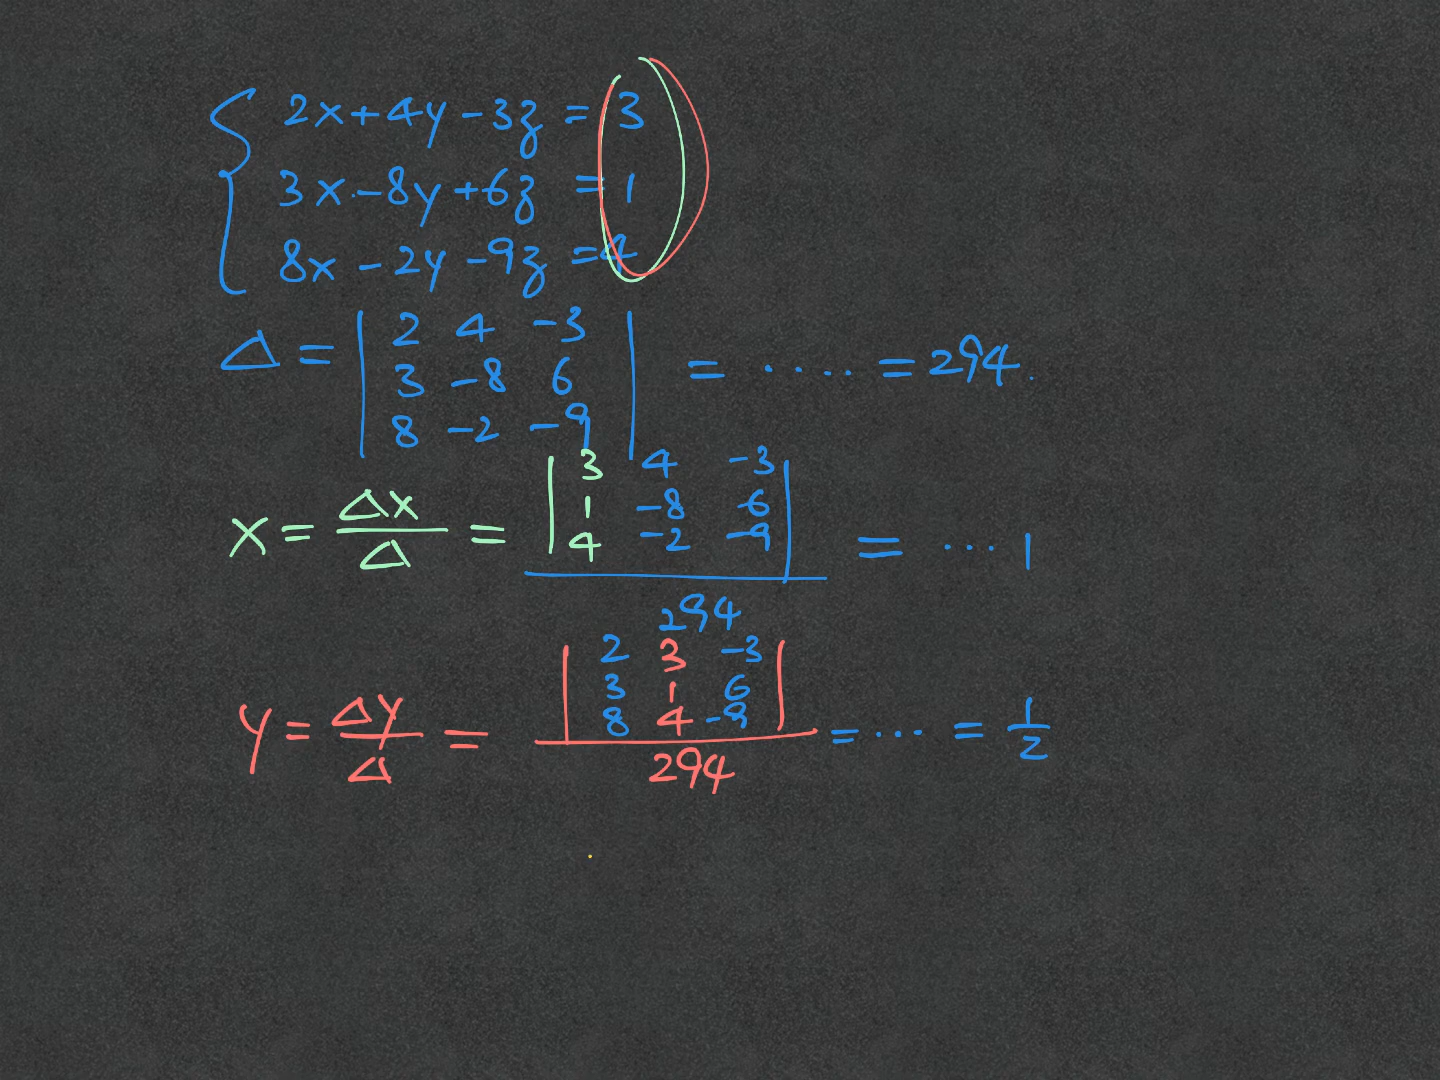 2x+4y-3z=3
3x-8y+6z=1
8x-2y-9z=4
Δ= | 2 4 -3 | = ..... =294.
3 -8 6
8 -2 -9
x= Δx/Δ = | 3 4 -3 | = ... 1
1 -8 -6
4 -2 -9
294
y= Δy/Δ = | 2 3 -3 | = ... = 1/2
3 1 6
8 4 -9
294